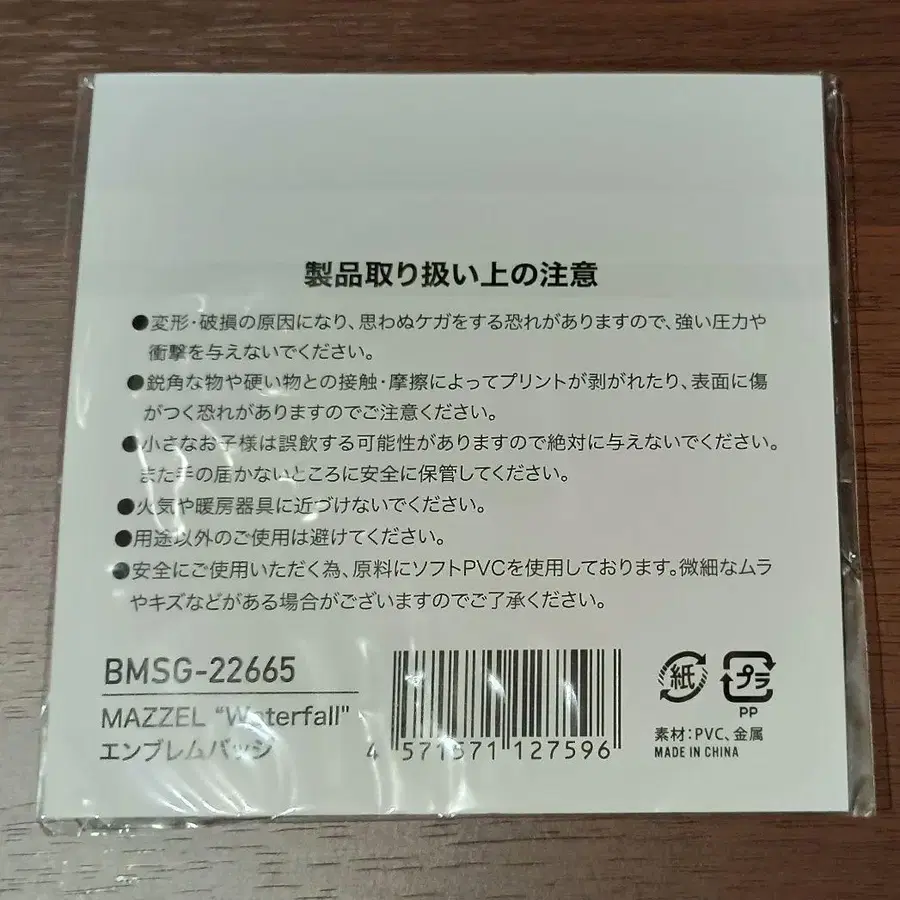 製品取り扱い上の注意
●変形・破損の原因になり、思わぬケガをする恐れがありますので、強い圧力や
衝撃を与えないでください。
●鋭角な物や硬い物との接触・摩擦によってプリントが剥がれたり、表面に傷
がつく恐れがありますのでご注意ください。
●小さなお子様は誤飲する可能性がありますので絶対に与えないでください。
また手の届かないところに安全に保管してください。
●火気や暖房器具に近づけないでください。
●用途以外のご使用は避けてください。
●安全にご使用いただく為、原料にソフトPVCを使用しております。微細なムラ
やキズなどがある場合がございますのでご了承ください。
BMSG-22665
MAZZEL “Waterfall"
エンブレムバッジ
4 571571 127596
紙
プラ
PP
素材：PVC、金属
MADE IN CHINA